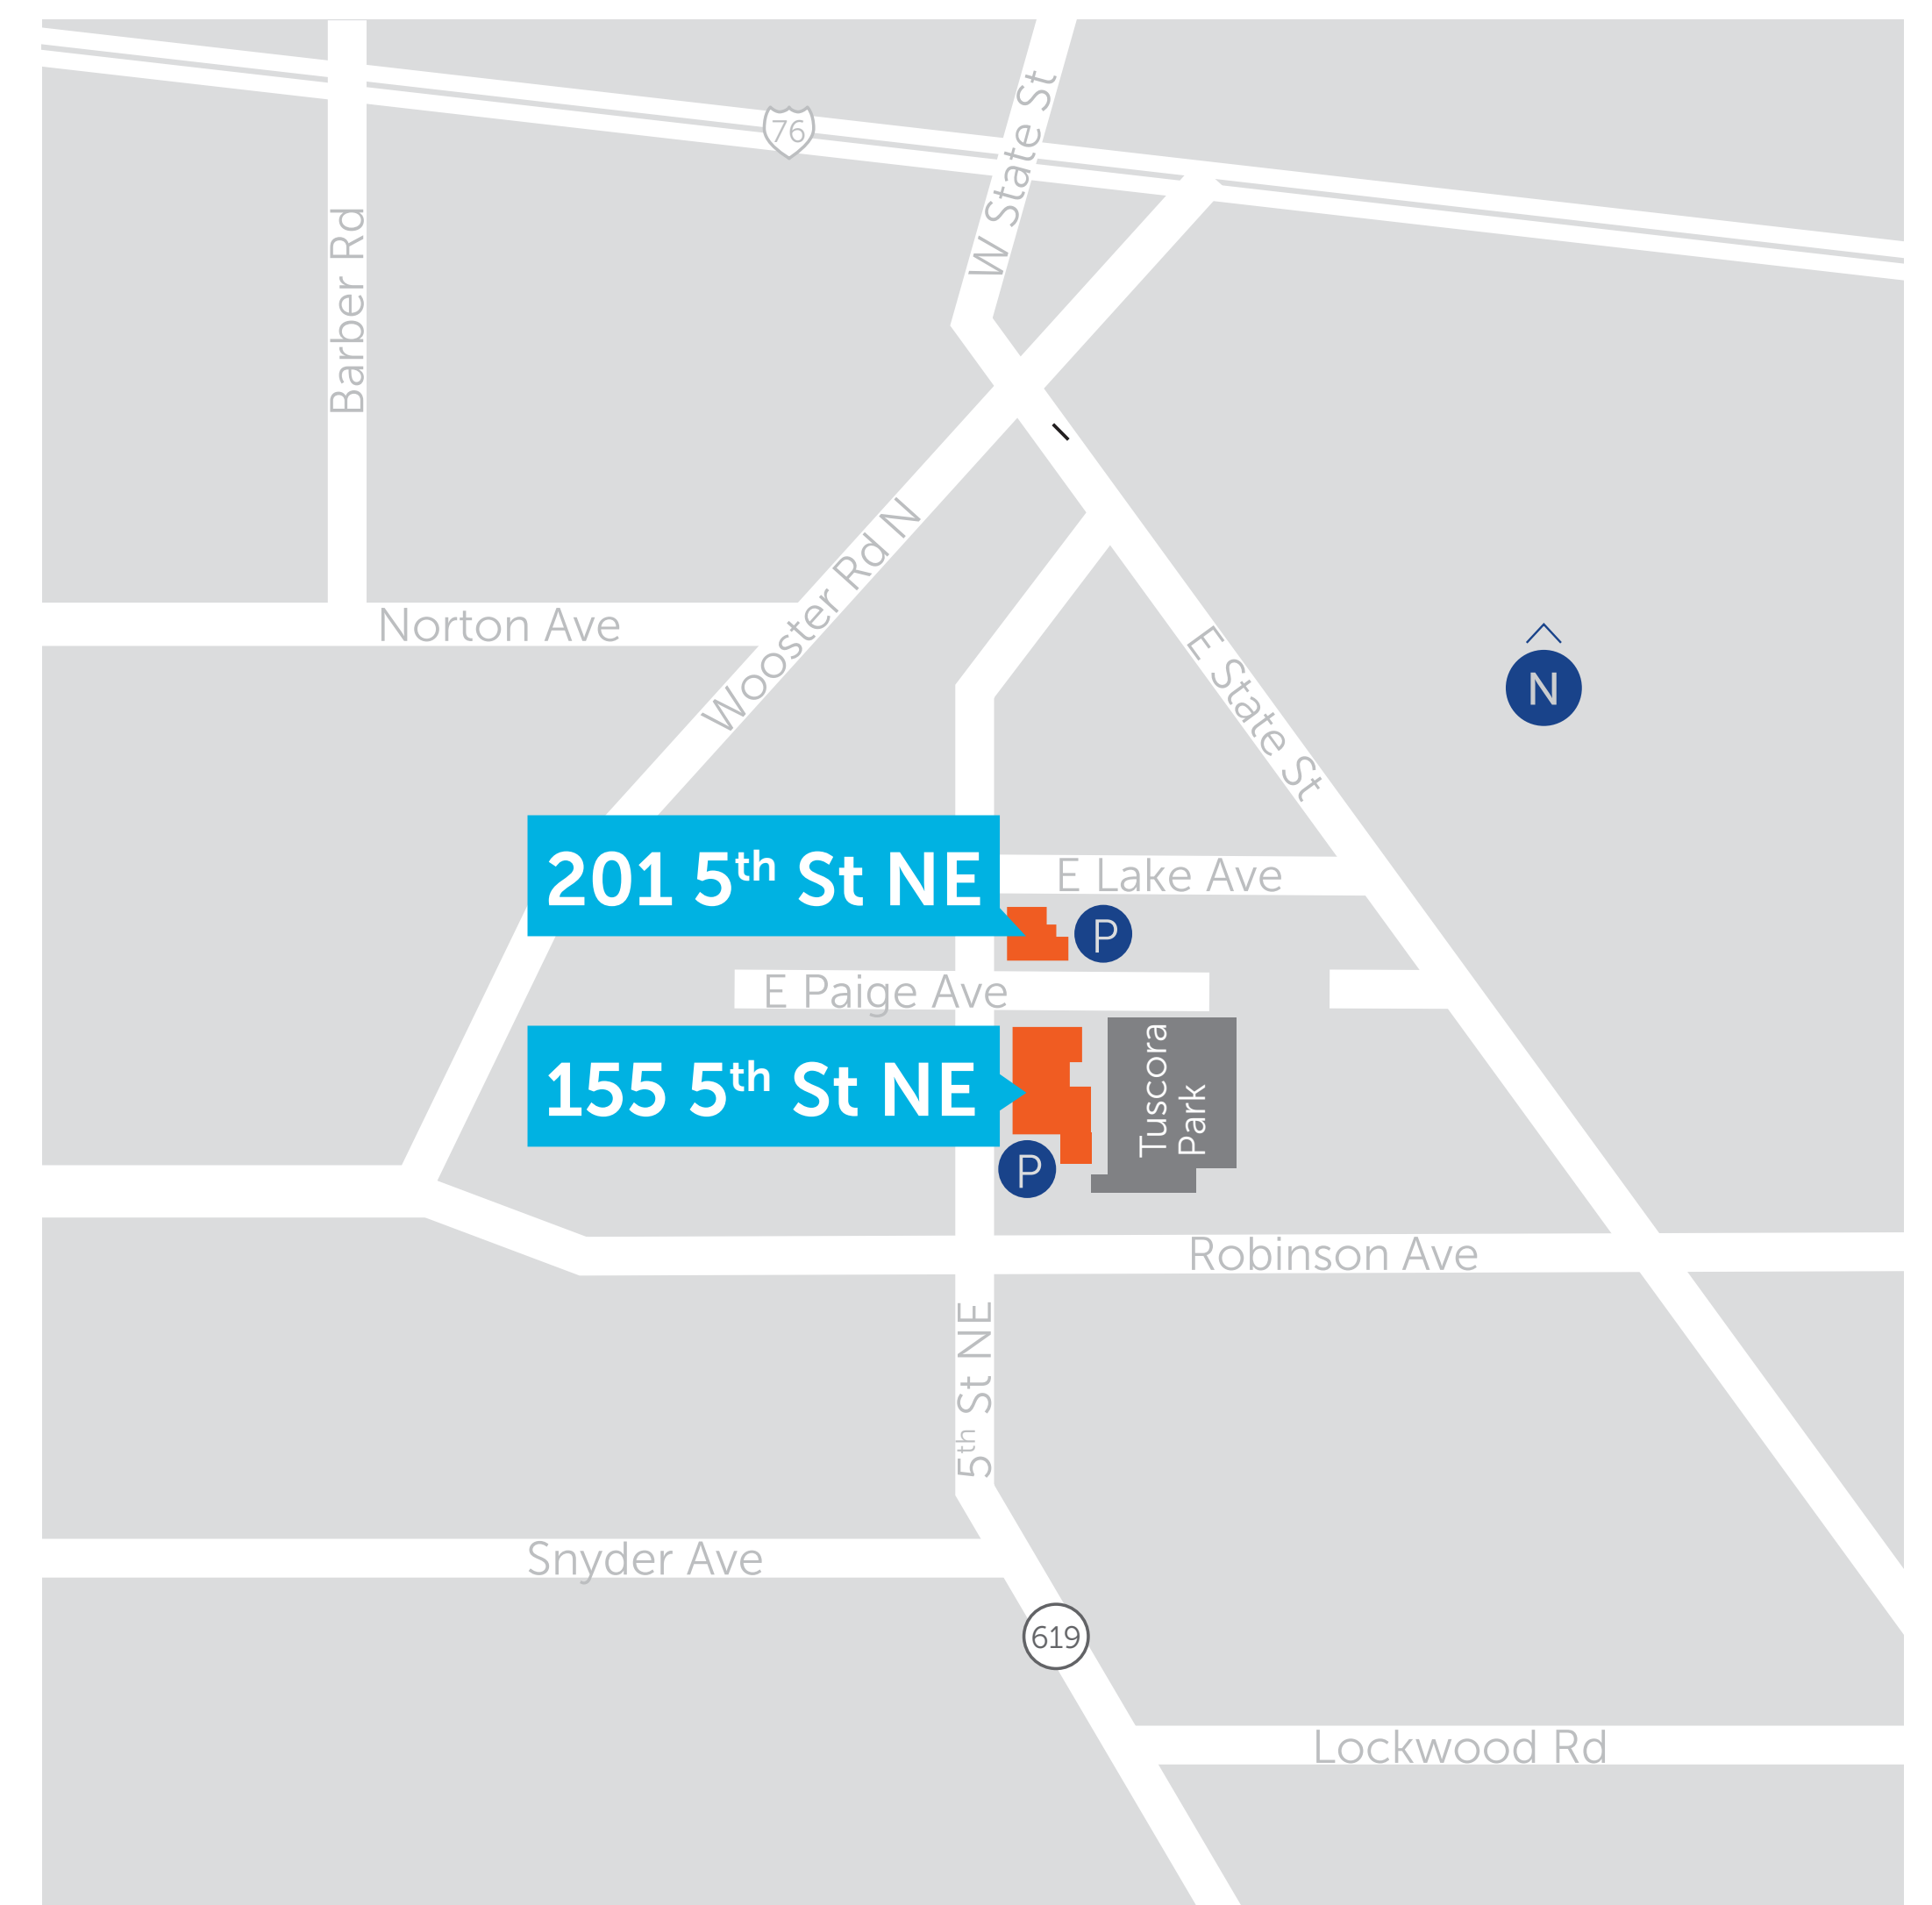 76
W State St
Barber Rd
Wooster Rd N
Norton Ave
E State St
N
201 5th St NE
E Lake Ave
P
E Paige Ave
155 5th St NE
Tuscora
Park
P
Robinson Ave
5th St NE
Snyder Ave
619
Lockwood Rd